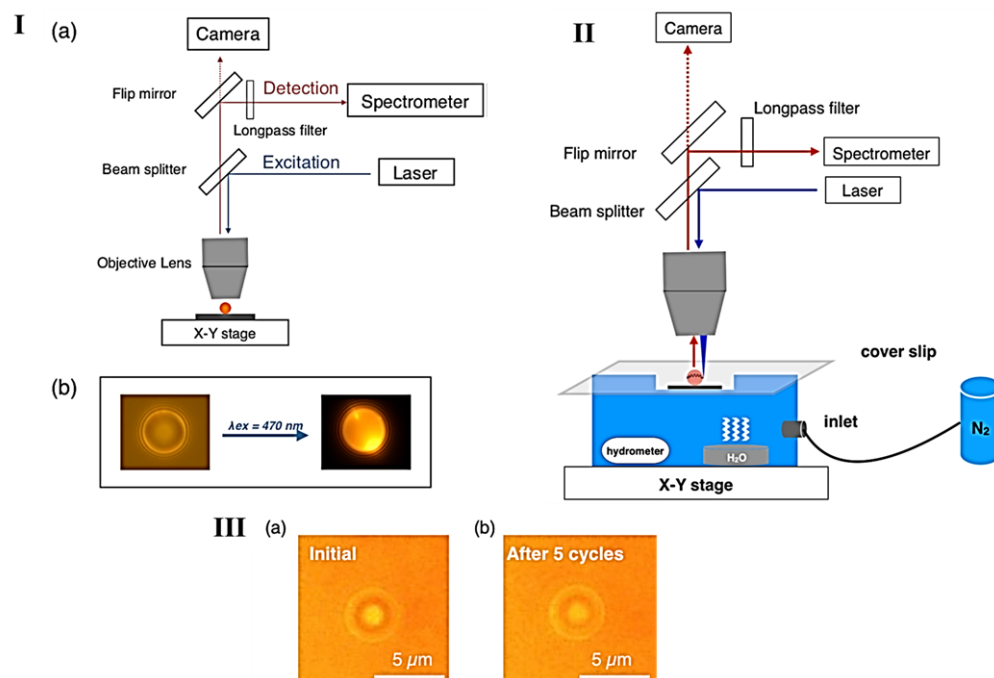 I
(a)
Camera
Flip mirror
Detection
Spectrometer
Longpass filter
Beam splitter
Excitation
Laser
Objective Lens
X-Y stage
(b)
λex = 470 nm
II
Camera
Longpass filter
Flip mirror
Spectrometer
Laser
Beam splitter
cover slip
inlet
N₂
hydrometer
H₂O
X-Y stage
III
(a)
Initial
5 μm
(b)
After 5 cycles
5 μm